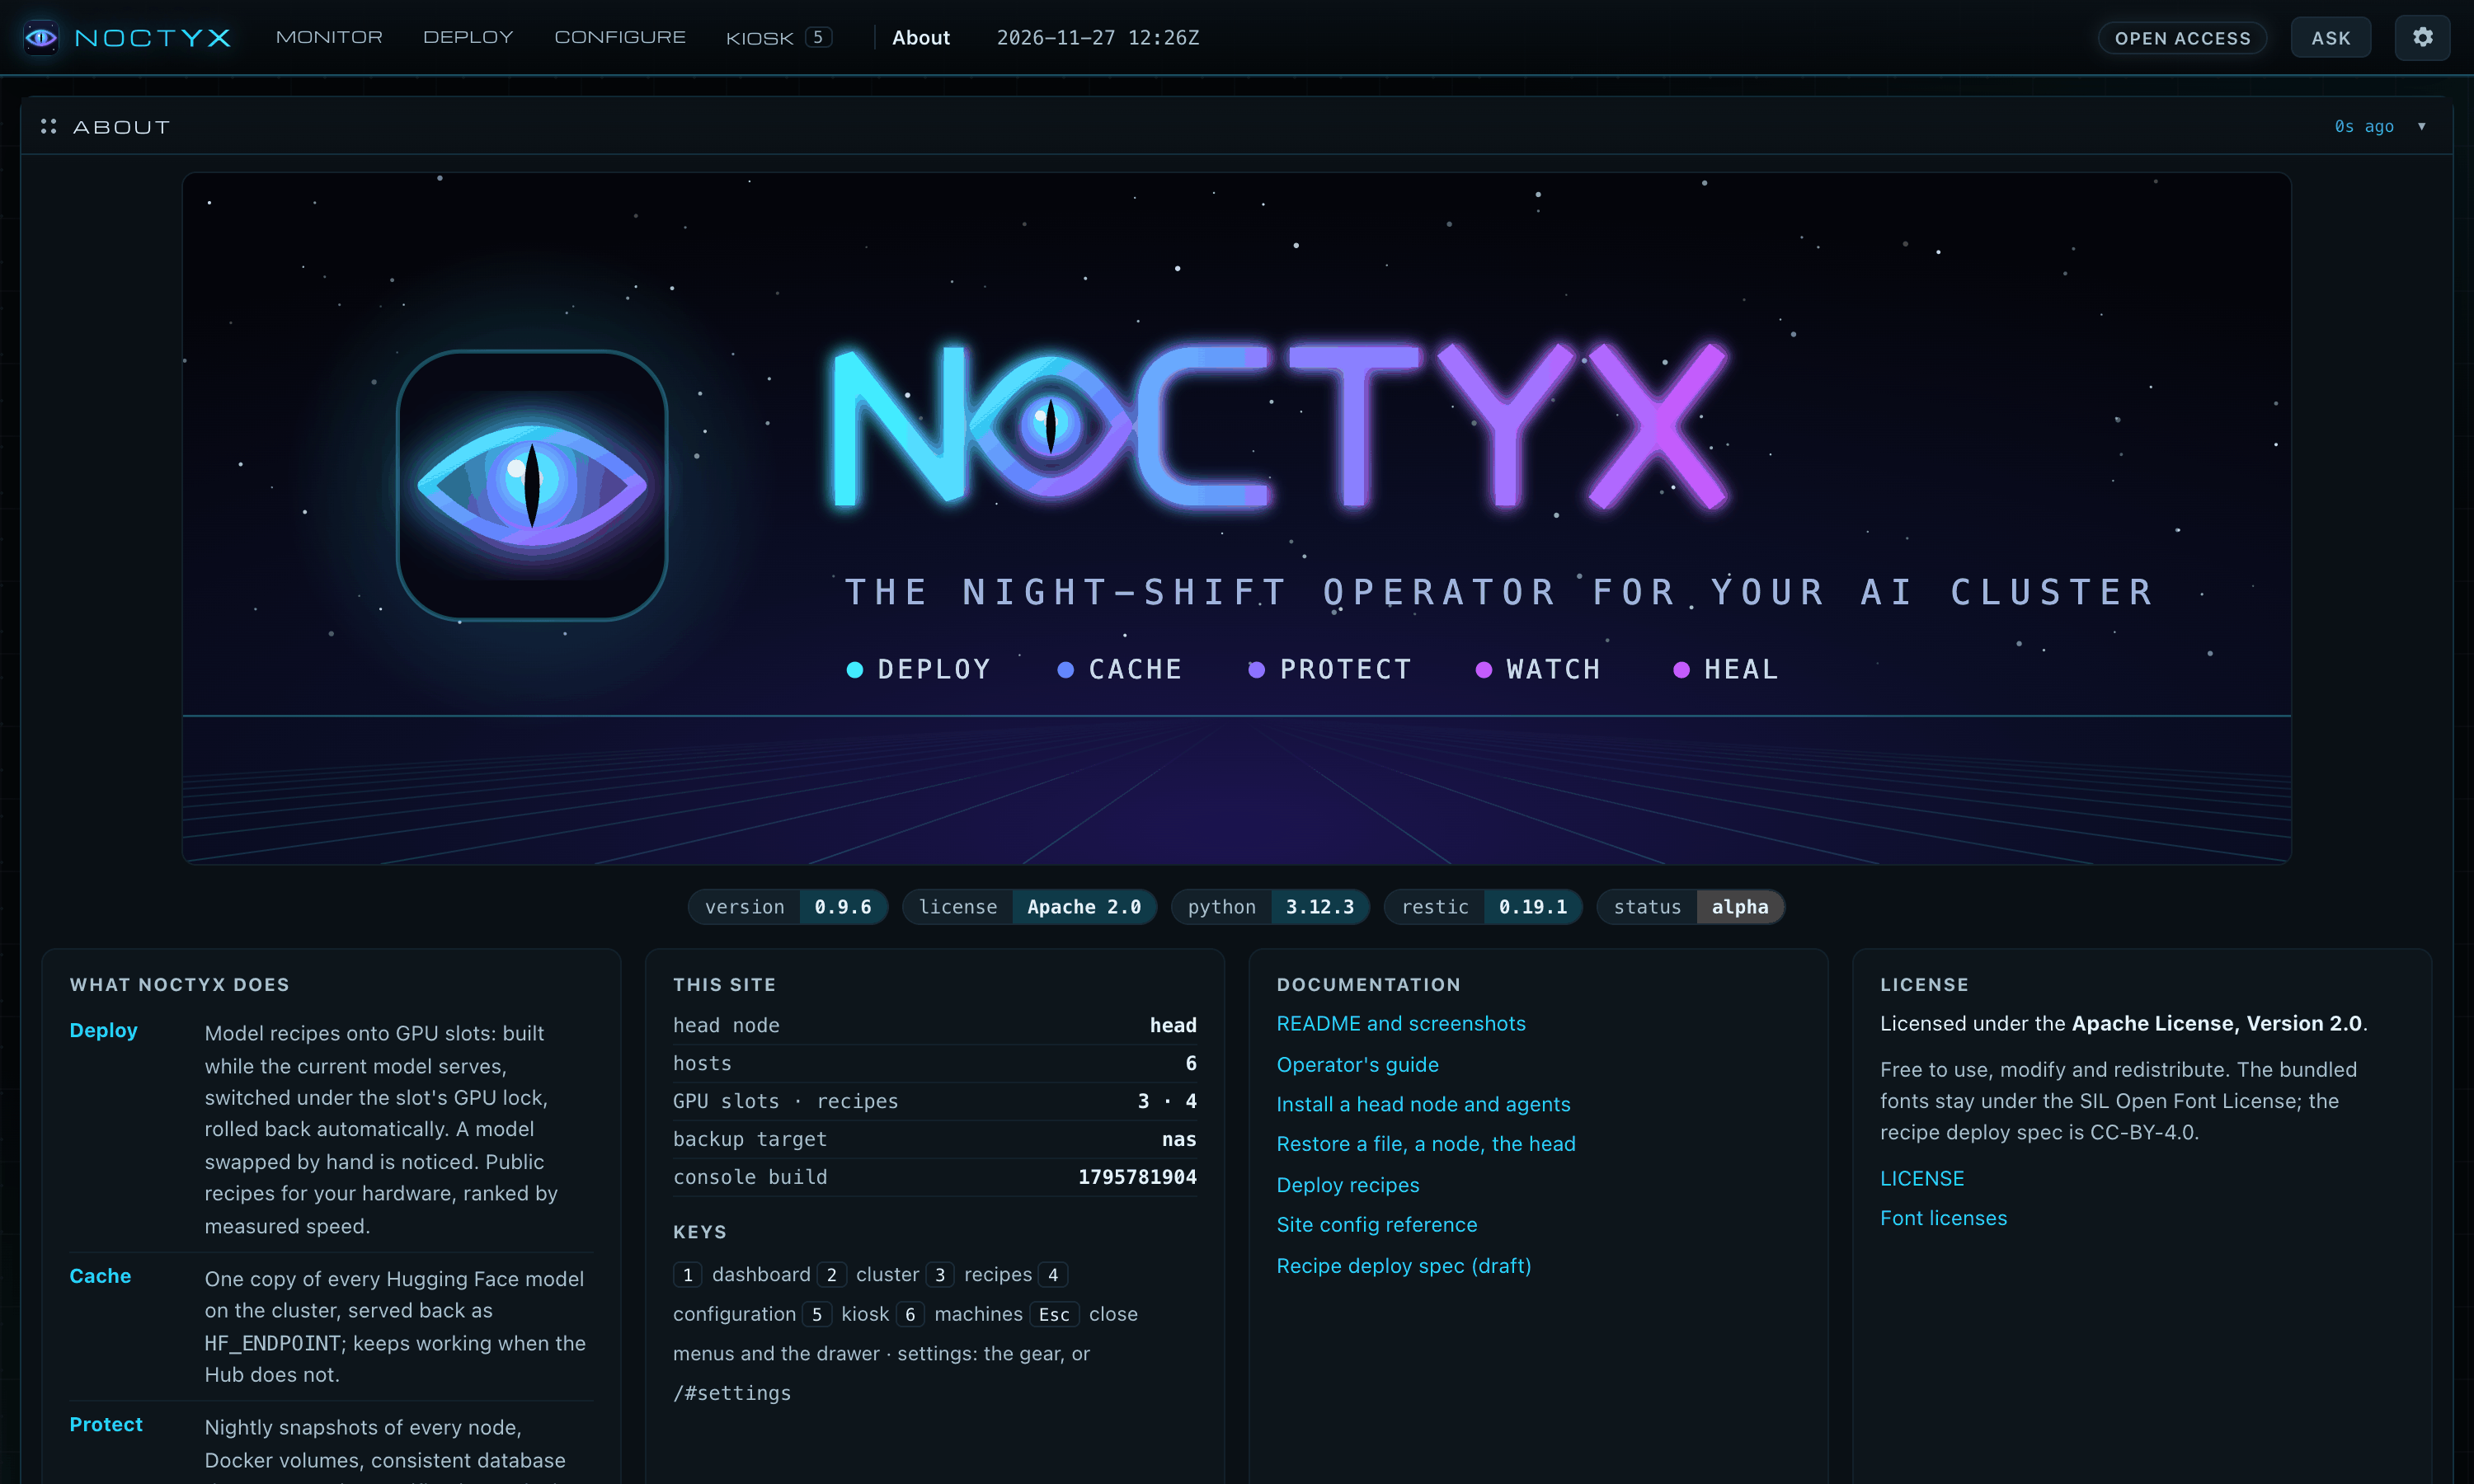 NOCTYX MONITOR DEPLOY CONFIGURE KIOSK 5 About 2026-11-27 12:26Z OPEN ACCESS ASK
ABOUT 0s ago ▼
NOCTYX
THE NIGHT-SHIFT OPERATOR FOR YOUR AI CLUSTER
DEPLOY CACHE PROTECT WATCH HEAL
version 0.9.6 license Apache 2.0 python 3.12.3 restic 0.19.1 status alpha
WHAT NOCTYX DOES
Deploy
Model recipes onto GPU slots: built
while the current model serves,
switched under the slot's GPU lock,
rolled back automatically. A model
swapped by hand is noticed. Public
recipes for your hardware, ranked by
measured speed.
Cache
One copy of every Hugging Face model
on the cluster, served back as
HF_ENDPOINT; keeps working when the
Hub does not.
Protect
Nightly snapshots of every node,
Docker volumes, consistent database
THIS SITE
head node head
hosts 6
GPU slots · recipes 3 · 4
backup target nas
console build 1795781904
KEYS
1 dashboard 2 cluster 3 recipes 4
configuration 5 kiosk 6 machines Esc close
menus and the drawer · settings: the gear, or
/#settings
DOCUMENTATION
README and screenshots
Operator's guide
Install a head node and agents
Restore a file, a node, the head
Deploy recipes
Site config reference
Recipe deploy spec (draft)
LICENSE
Licensed under the Apache License, Version 2.0.
Free to use, modify and redistribute. The bundled
fonts stay under the SIL Open Font License; the
recipe deploy spec is CC-BY-4.0.
LICENSE
Font licenses